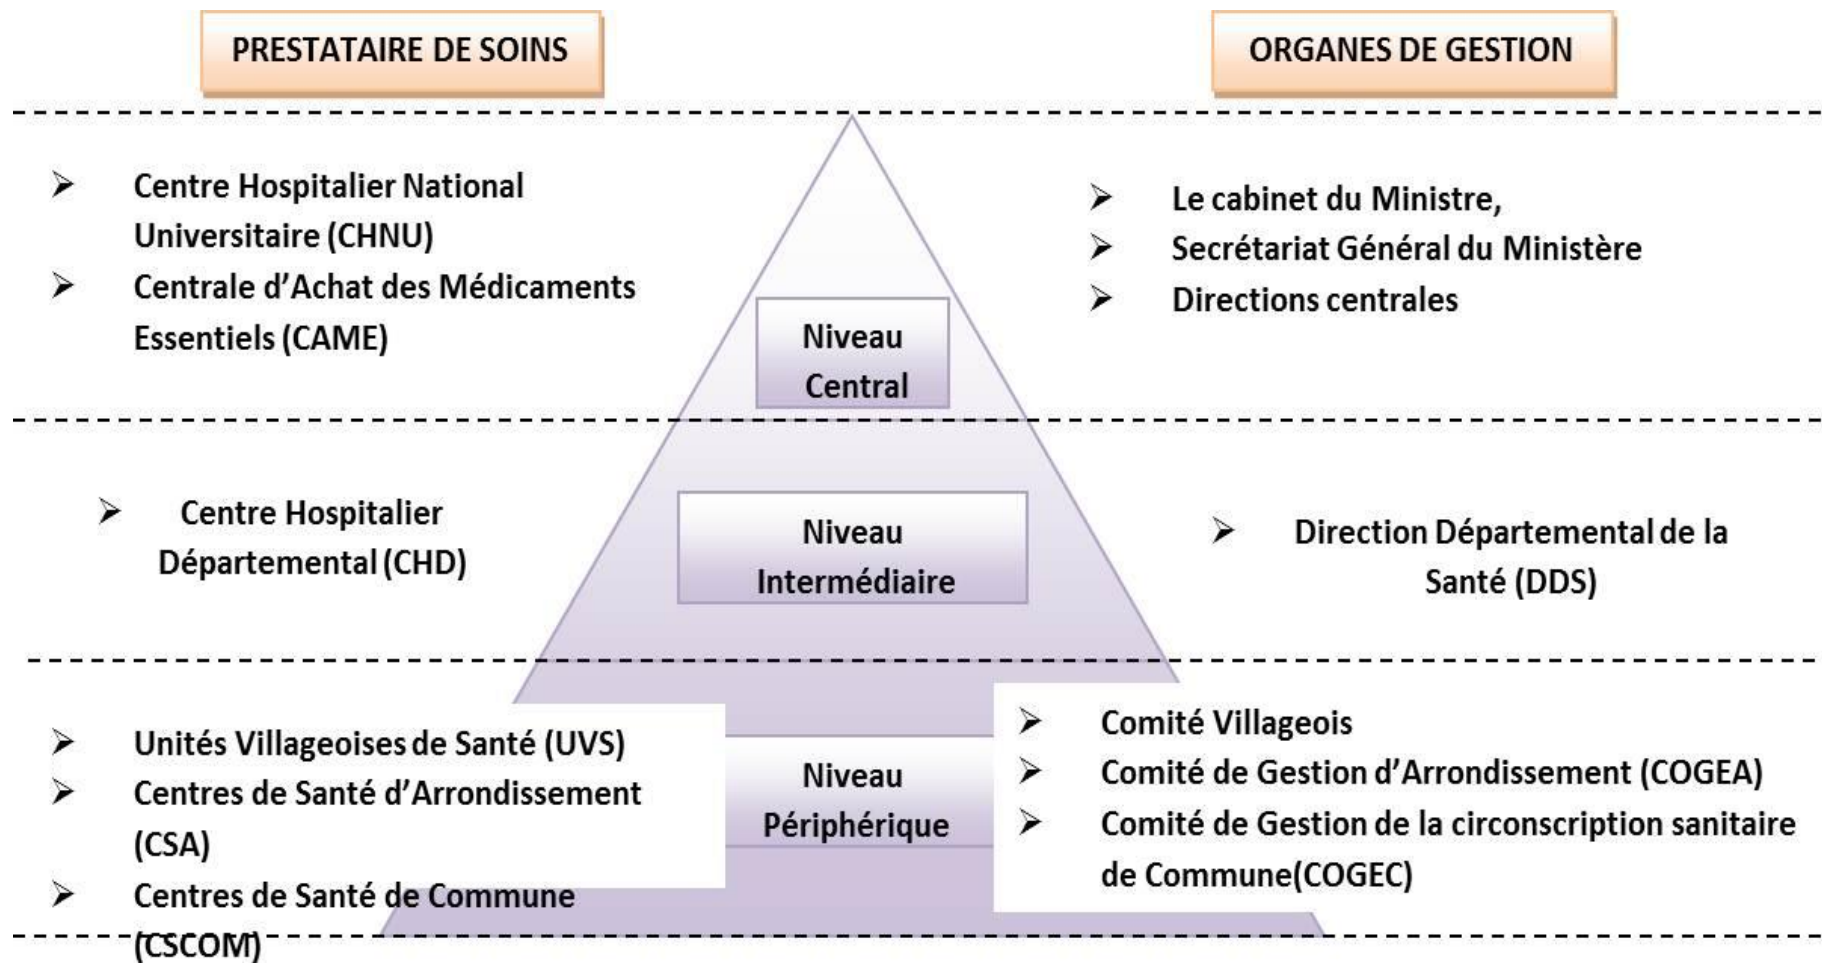 PRESTATAIRE DE SOINS
ORGANES DE GESTION
➢ Centre Hospitalier National
Universitaire (CHNU)
➢ Centrale d’Achat des Médicaments
Essentiels (CAME)
Niveau
Central
➢ Le cabinet du Ministre,
➢ Secrétariat Général du Ministère
➢ Directions centrales
➢ Centre Hospitalier
Départemental (CHD)
Niveau
Intermédiaire
➢ Direction Départemental de la
Santé (DDS)
➢ Unités Villageoises de Santé (UVS)
➢ Centres de Santé d’Arrondissement
(CSA)
➢ Centres de Santé de Commune
(CSCOM)
Niveau
Périphérique
➢ Comité Villageois
➢ Comité de Gestion d’Arrondissement (COGEA)
➢ Comité de Gestion de la circonscription sanitaire
de Commune(COGEC)